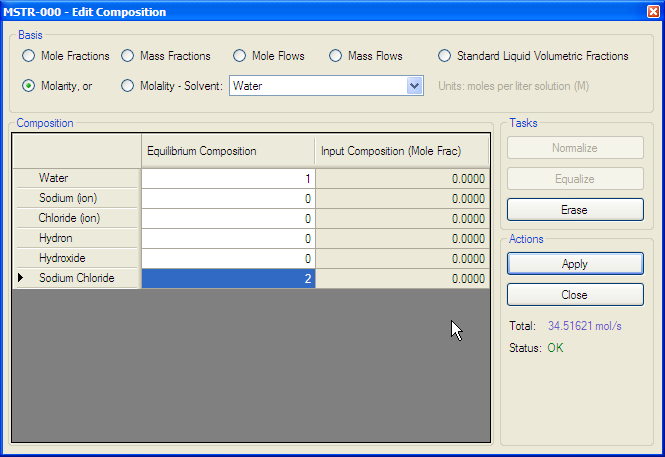 MSTR-000 - Edit Composition
Basis
Mole Fractions Mass Fractions Mole Flows Mass Flows Standard Liquid Volumetric Fractions
Molarity, or Molality - Solvent: Water Units: moles per liter solution (M)
Composition
Equilibrium Composition Input Composition (Mole Frac)
Water 1 0.0000
Sodium (ion) 0 0.0000
Chloride (ion) 0 0.0000
Hydron 0 0.0000
Hydroxide 0 0.0000
Sodium Chloride 2 0.0000
Tasks
Normalize
Equalize
Erase
Actions
Apply
Close
Total: 34.51621 mol/s
Status: OK